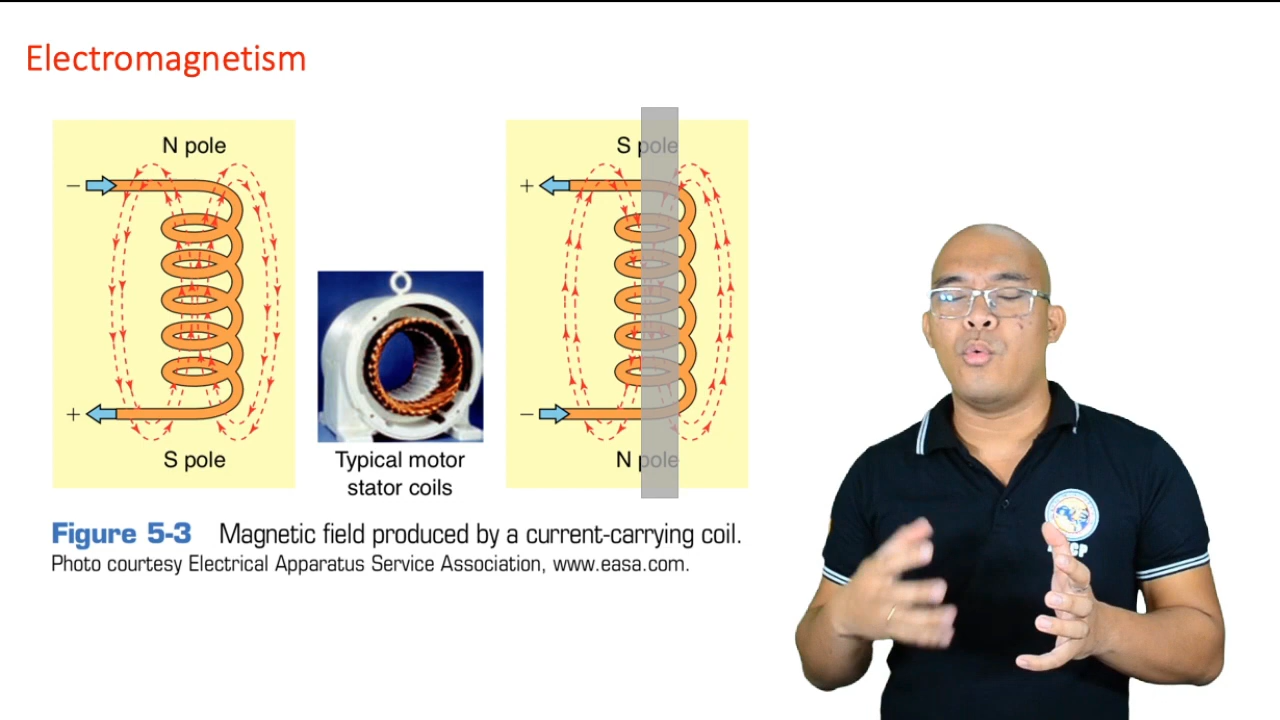 Electromagnetism
N pole
−
+
S pole
Typical motor
stator coils
S pole
+
−
N pole
Figure 5-3 Magnetic field produced by a current-carrying coil.
Photo courtesy Electrical Apparatus Service Association, www.easa.com.